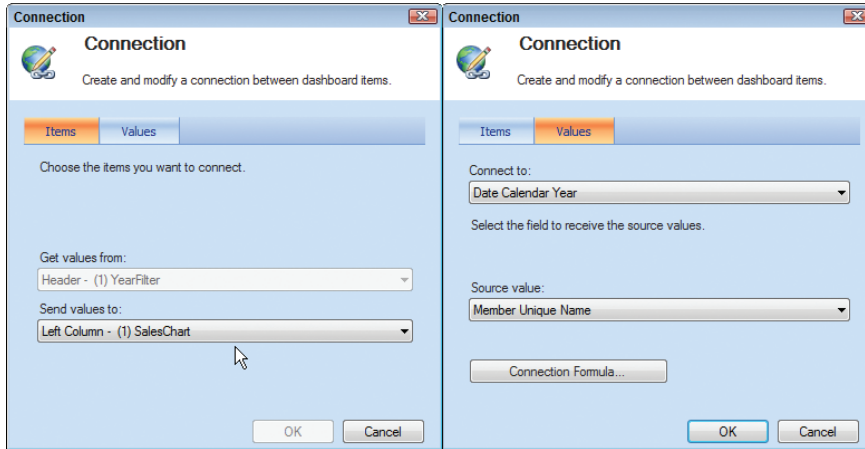 Connection
Connection
Create and modify a connection between dashboard items.
Items
Values
Choose the items you want to connect.
Get values from:
Header - (1) YearFilter
Send values to:
Left Column - (1) SalesChart
OK
Cancel
Connection
Connection
Create and modify a connection between dashboard items.
Items
Values
Connect to:
Date Calendar Year
Select the field to receive the source values.
Source value:
Member Unique Name
Connection Formula...
OK
Cancel